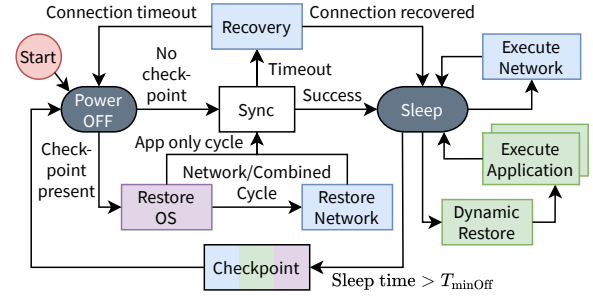 Connection timeout
Recovery
Connection recovered
Start
No
check-
point
Timeout
Execute
Network
Power
OFF
Sync
Success
Sleep
App only cycle
Check-
point
present
Network/Combined
Cycle
Execute
Application
Restore
OS
Restore
Network
Dynamic
Restore
Checkpoint
Sleep time > TminOff